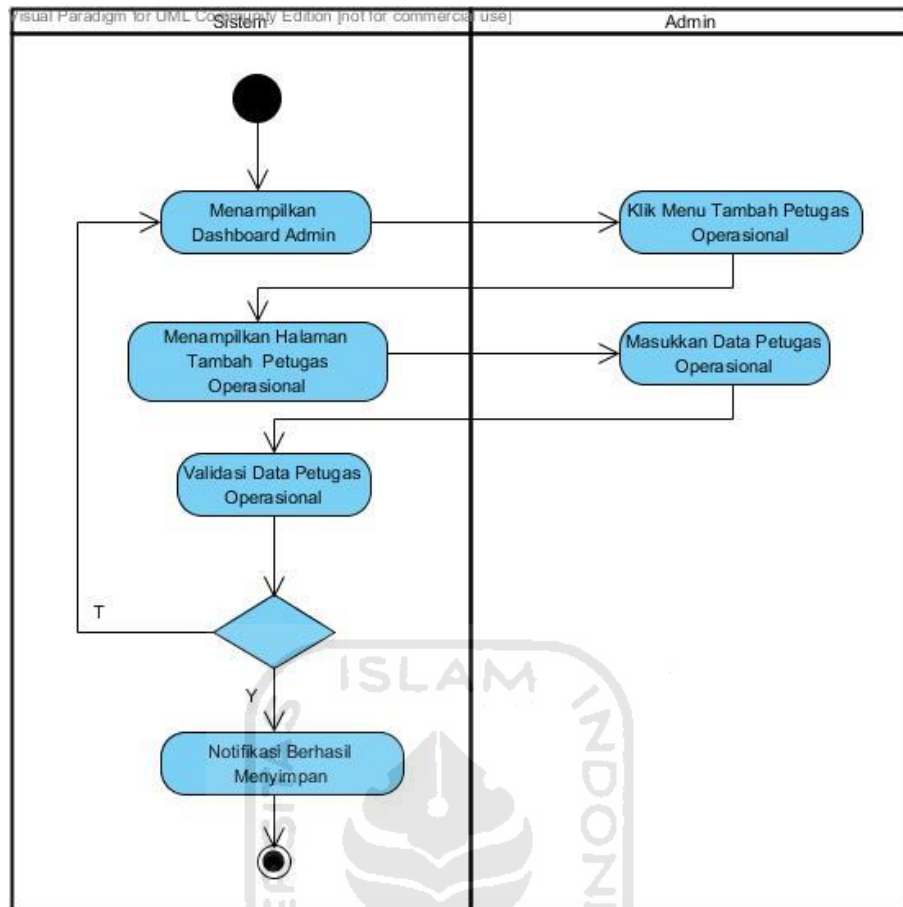 Visual Paradigm for UML Community Edition [not for commercial use]
Sistem
Admin
Menampilkan
Dashboard Admin
Klik Menu Tambah Petugas
Operasional
Menampilkan Halaman
Tambah Petugas
Operasional
Masukkan Data Petugas
Operasional
Validasi Data Petugas
Operasional
T
Y
Notifikasi Berhasil
Menyimpan
ISLAM
INDON